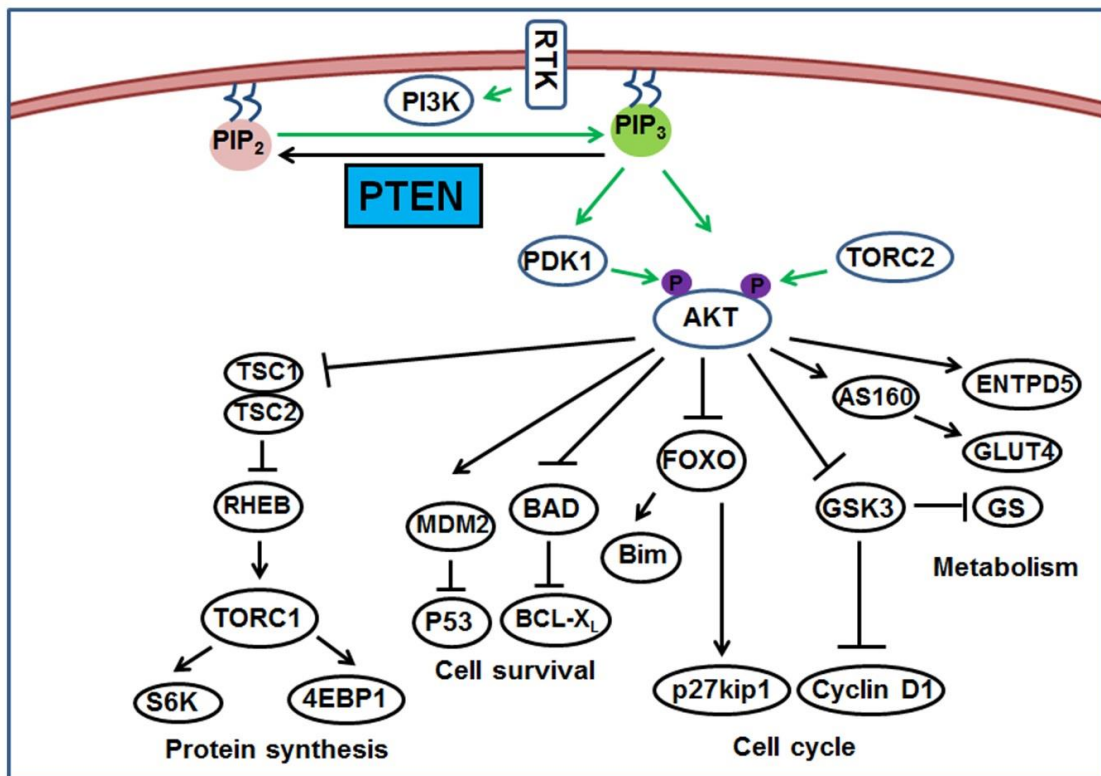 RTK
PI3K
PIP2
PIP3
PTEN
PDK1
TORC2
P
P
AKT
TSC1
TSC2
AS160
ENTPD5
GLUT4
FOXO
RHEB
MDM2
BAD
GSK3
GS
Bim
Metabolism
TORC1
P53
BCL-XL
Cell survival
S6K
4EBP1
p27kip1
Cyclin D1
Protein synthesis
Cell cycle